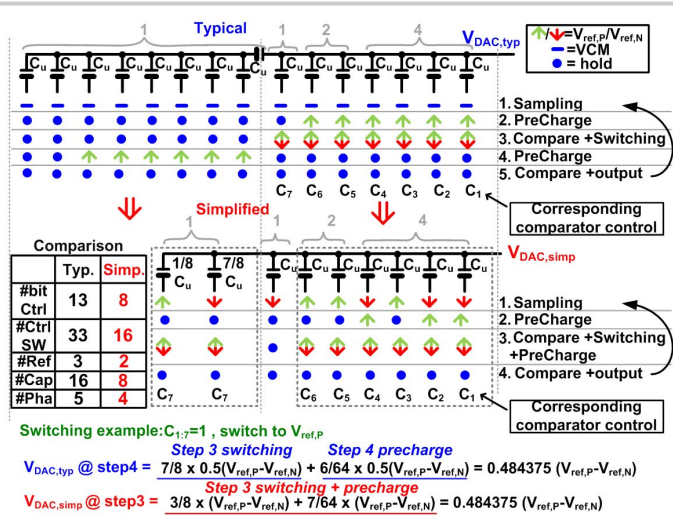 Typical
V_DAC,typ
↑/↓=V_ref,P/V_ref,N
=VCM
= hold
1 1 2 4
C_u C_u C_u C_u C_u C_u C_u C_u C_u C_u C_u C_u C_u C_u
C_u
1. Sampling
2. PreCharge
3. Compare +Switching
4. PreCharge
5. Compare +output
C_7 C_6 C_5 C_4 C_3 C_2 C_1
Corresponding
comparator control
Simplified
V_DAC,simp
1 1 2 4
1/8 7/8
C_u C_u C_u C_u C_u C_u C_u C_u C_u
1. Sampling
2. PreCharge
3. Compare +Switching
+PreCharge
4. Compare +output
C_7 C_7 C_6 C_5 C_4 C_3 C_2 C_1
Corresponding
comparator control
Comparison
Typ. Simp.
#bit Ctrl 13 8
#Ctrl SW 33 16
#Ref 3 2
#Cap 16 8
#Pha 5 4
Switching example:C_1:7=1 , switch to V_ref,P
Step 3 switching Step 4 precharge
V_DAC,typ @ step4 = 7/8 x 0.5(V_ref,P-V_ref,N) + 6/64 x 0.5(V_ref,P-V_ref,N) = 0.484375 (V_ref,P-V_ref,N)
Step 3 switching + precharge
V_DAC,simp @ step3 = 3/8 x (V_ref,P-V_ref,N) + 7/64 x (V_ref,P-V_ref,N) = 0.484375 (V_ref,P-V_ref,N)